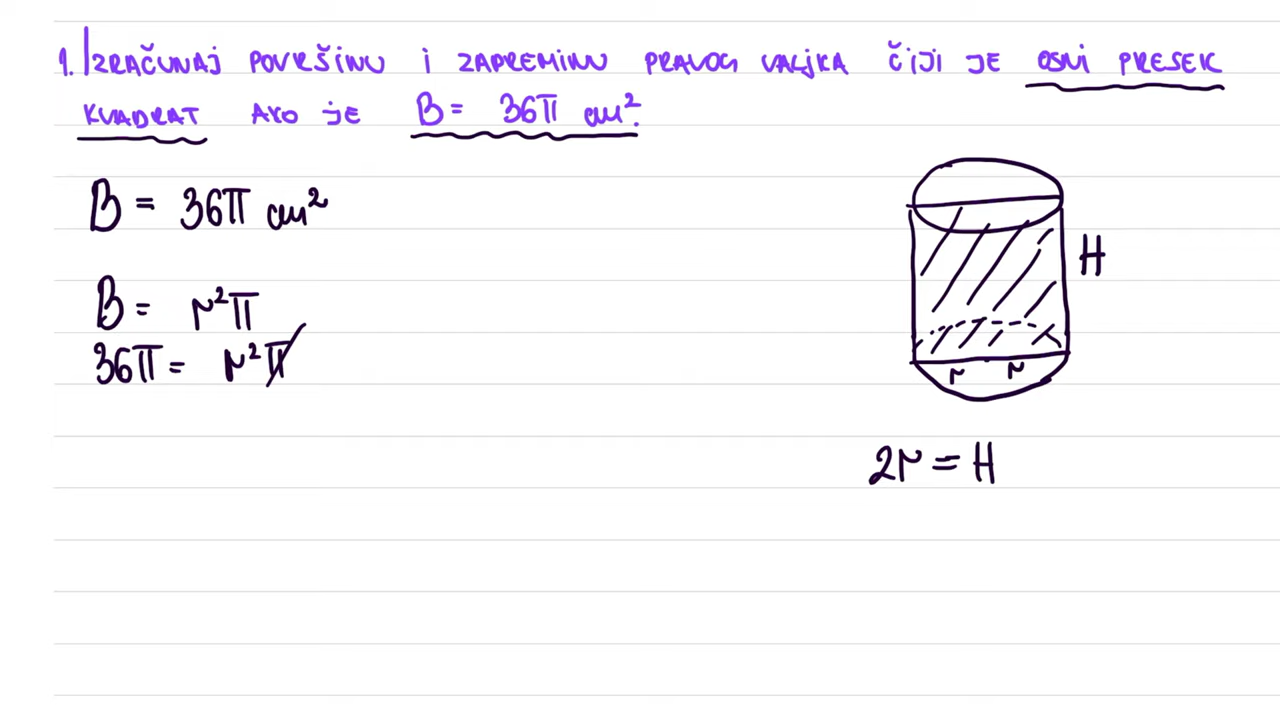 1. IZRAČUNAJ POVRŠINU I ZAPREMINU PRAVOG VALJKA ČIJI JE OSNI PRESEK
KVADRAT AKO JE B = 36π cm².
B = 36π cm²
B = r²π
36π = r²π
H
r r
2r = H